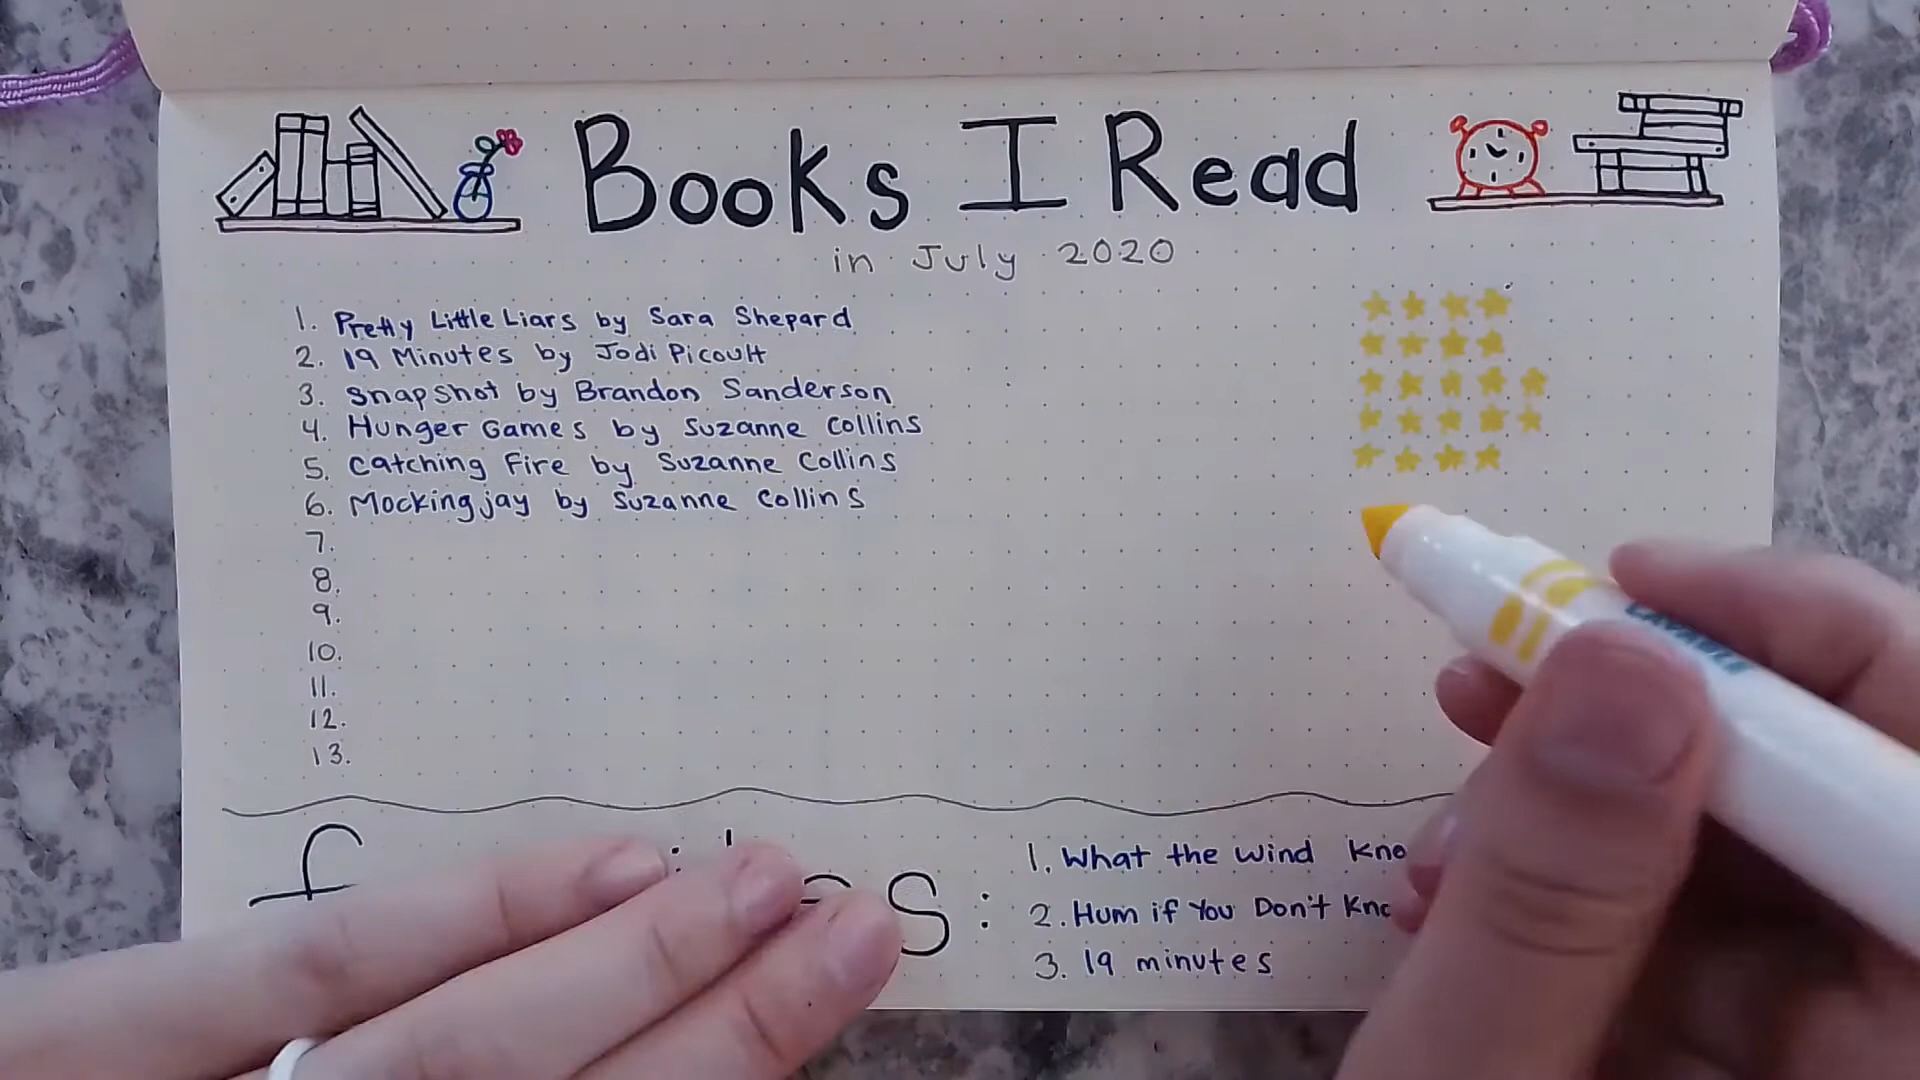 Books I Read
in July 2020
1. Pretty Little Liars by Sara Shepard
2. 19 Minutes by Jodi Picoult
3. Snapshot by Brandon Sanderson
4. Hunger Games by Suzanne Collins
5. Catching Fire by Suzanne Collins
6. Mockingjay by Suzanne Collins
7.
8.
9.
10.
11.
12.
13.
1. What the Wind
2. Hum if You Don't
3. 19 minutes